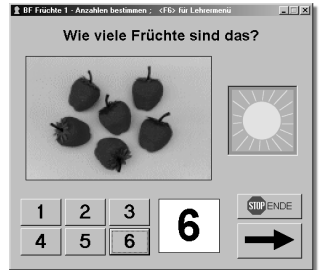 BF Früchte 1 - Anzahlen bestimmen ; <F6> für Lehrermenü
Wie viele Früchte sind das?
1 2 3
4 5 6
6
STOP ENDE